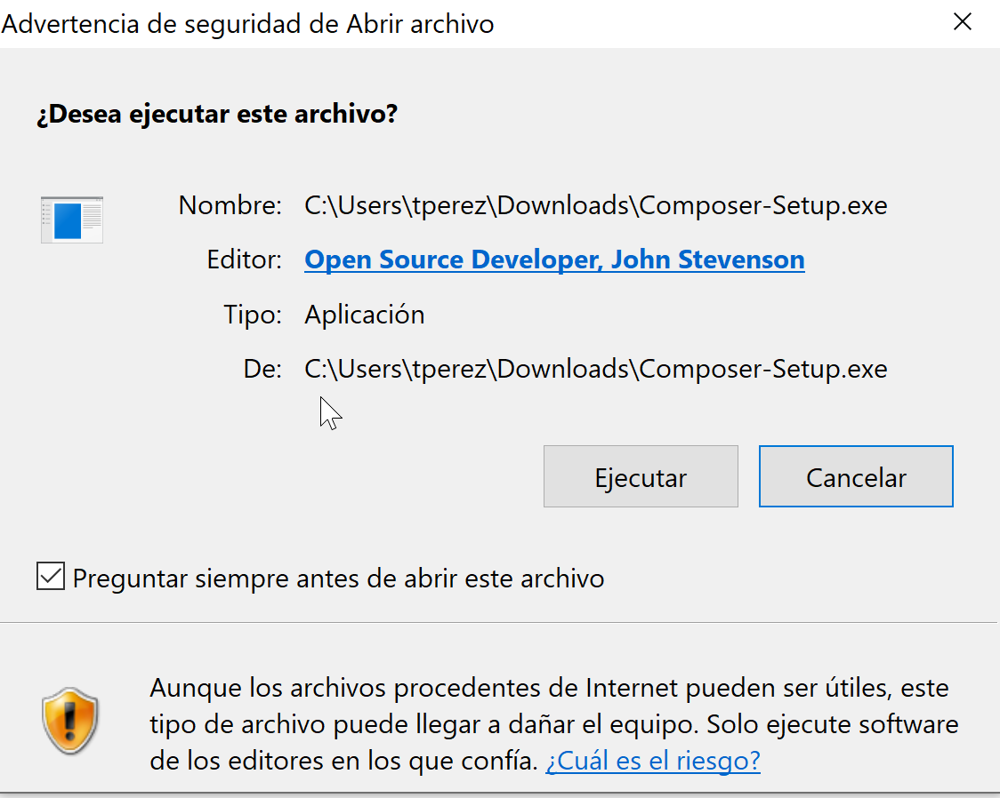 Advertencia de seguridad de Abrir archivo
¿Desea ejecutar este archivo?
Nombre: C:\Users\tperez\Downloads\Composer-Setup.exe
Editor: Open Source Developer, John Stevenson
Tipo: Aplicación
De: C:\Users\tperez\Downloads\Composer-Setup.exe
Ejecutar Cancelar
Preguntar siempre antes de abrir este archivo
Aunque los archivos procedentes de Internet pueden ser útiles, este
tipo de archivo puede llegar a dañar el equipo. Solo ejecute software
de los editores en los que confía. ¿Cuál es el riesgo?